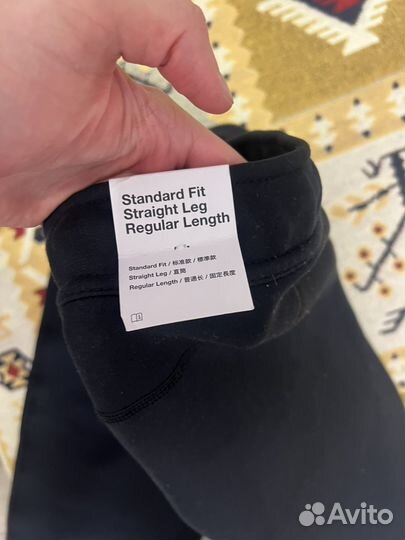 Standard Fit
Straight Leg
Regular Length
Standard Fit / 标准款 / 標準款
Straight Leg / 直筒
Regular Length / 普通长 / 固定長度
Avito